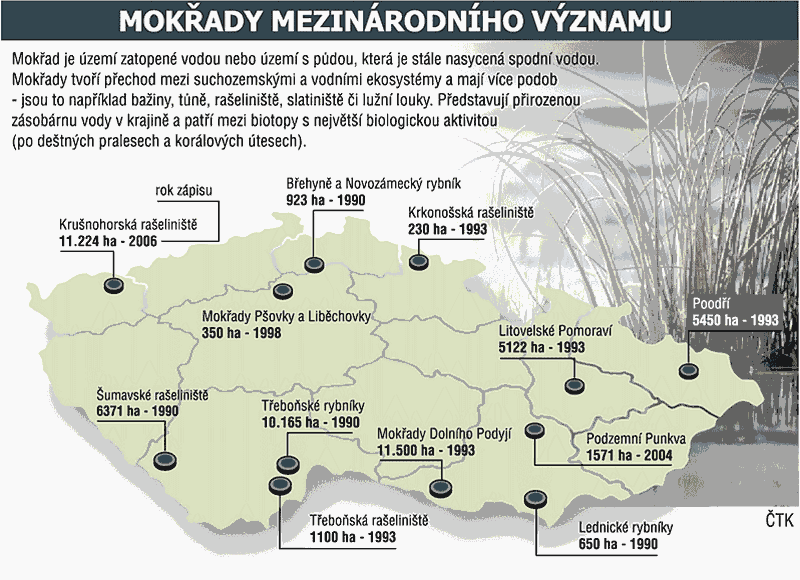 MOKŘADY MEZINÁRODNÍHO VÝZNAMU
Mokřad je území zatopené vodou nebo území s půdou, která je stále nasycená spodní vodou.
Mokřady tvoří přechod mezi suchozemskými a vodními ekosystémy a mají více podob
- jsou to například bažiny, tůně, rašeliniště, slatiniště či lužní louky. Představují přirozenou
zásobárnu vody v krajině a patří mezi biotopy s největší biologickou aktivitou
(po deštných pralesech a korálových útesech).
rok zápisu
Břehyně a Novozámecký rybník
923 ha - 1990
Krkonošská rašeliniště
230 ha - 1993
Krušnohorská rašeliniště
11.224 ha - 2006
Mokřady Pšovky a Liběchovky
350 ha - 1998
Poodří
5450 ha - 1993
Litovelské Pomoraví
5122 ha - 1993
Šumavské rašeliniště
6371 ha - 1990
Třeboňské rybníky
10.165 ha - 1990
Mokřady Dolního Podyjí
11.500 ha - 1993
Podzemní Punkva
1571 ha - 2004
Třeboňská rašeliniště
1100 ha - 1993
Lednické rybníky
650 ha - 1990
ČTK